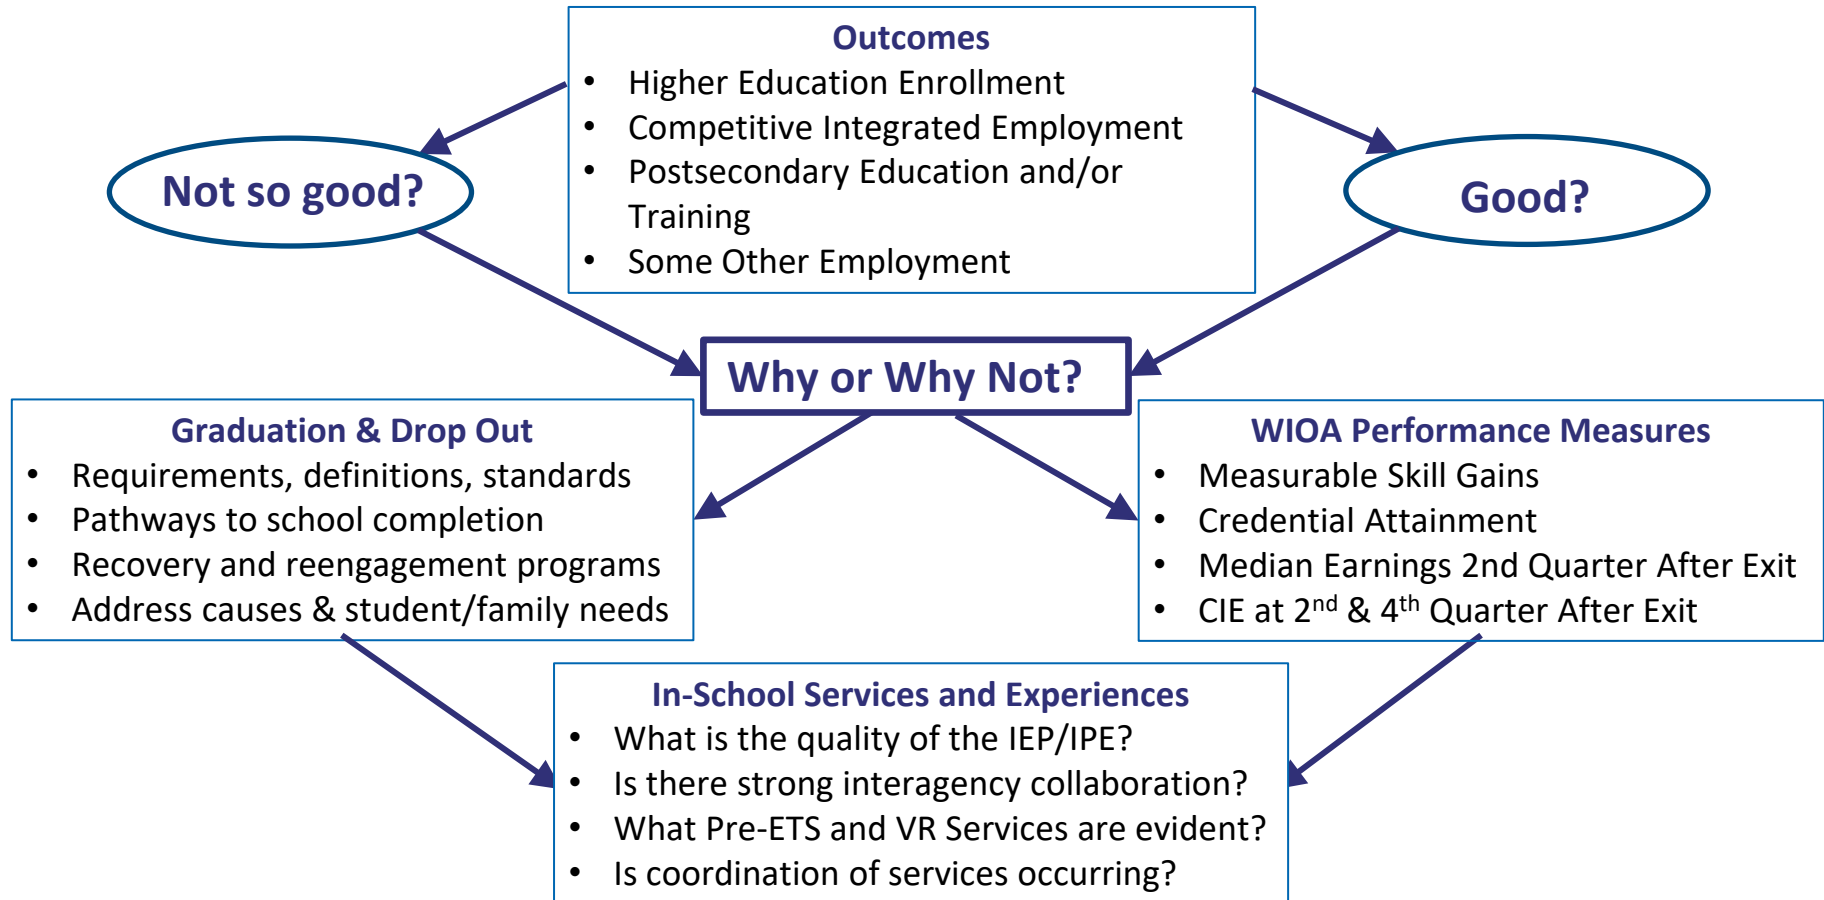 Outcomes
• Higher Education Enrollment
• Competitive Integrated Employment
• Postsecondary Education and/or
Training
• Some Other Employment
Not so good?
Good?
Why or Why Not?
Graduation & Drop Out
• Requirements, definitions, standards
• Pathways to school completion
• Recovery and reengagement programs
• Address causes & student/family needs
WIOA Performance Measures
• Measurable Skill Gains
• Credential Attainment
• Median Earnings 2nd Quarter After Exit
• CIE at 2nd & 4th Quarter After Exit
In-School Services and Experiences
• What is the quality of the IEP/IPE?
• Is there strong interagency collaboration?
• What Pre-ETS and VR Services are evident?
• Is coordination of services occurring?